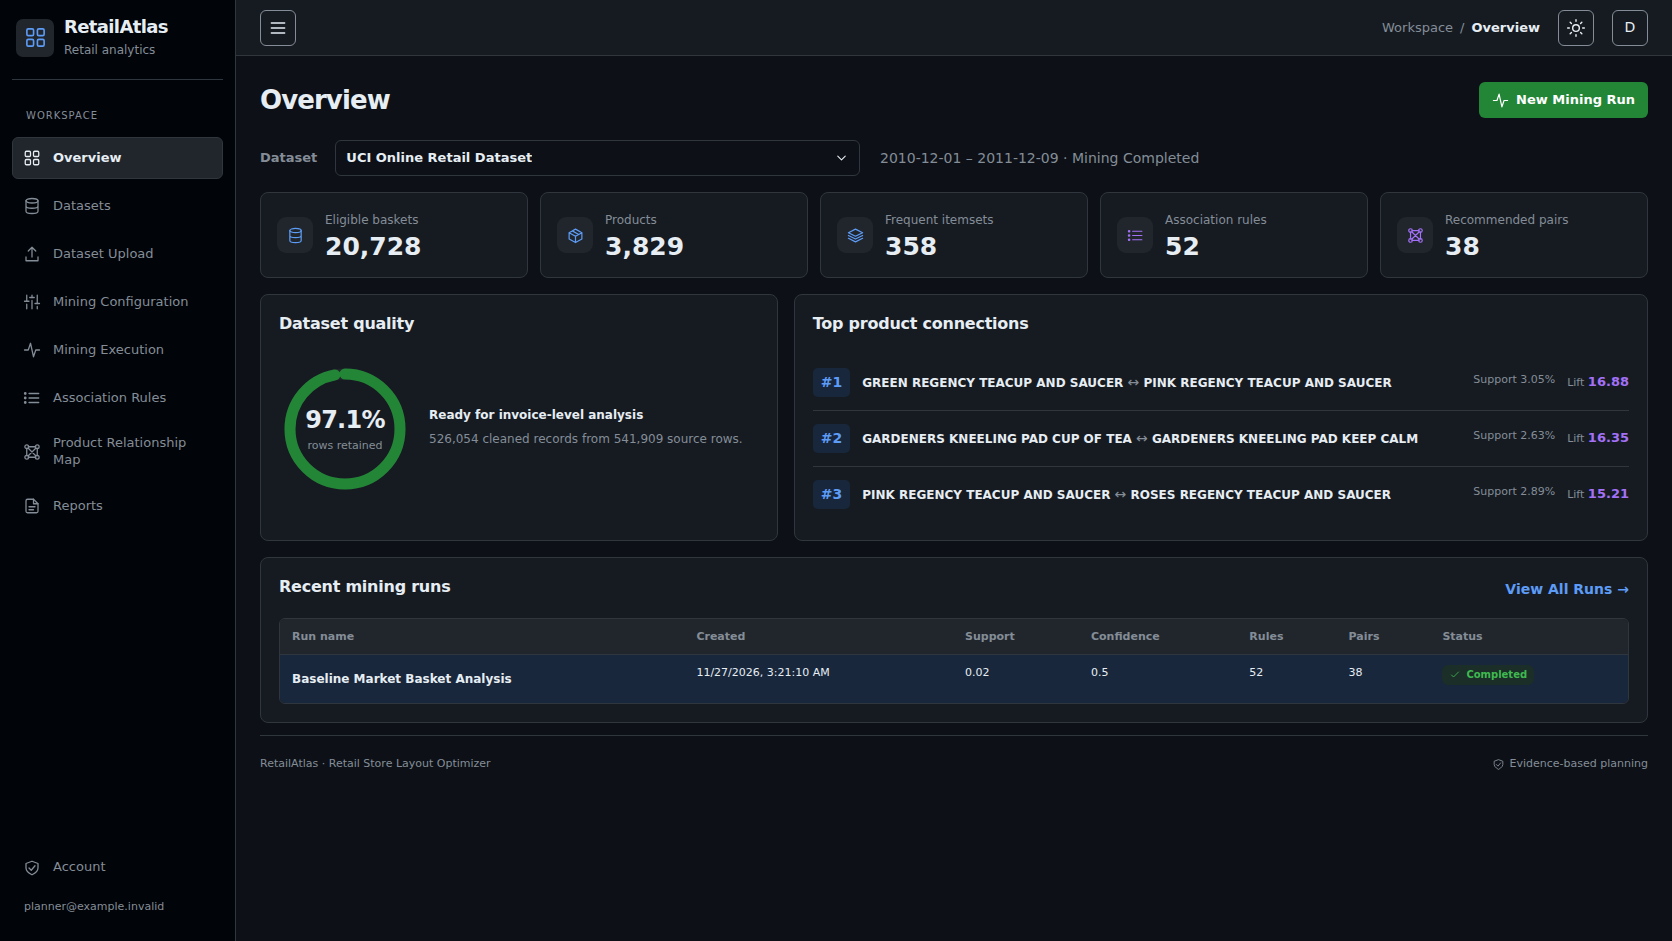 RetailAtlas
Retail analytics
WORKSPACE
Overview
Datasets
Dataset Upload
Mining Configuration
Mining Execution
Association Rules
Product Relationship
Map
Reports
Account
planner@example.invalid
Workspace / Overview
D
Overview
New Mining Run
Dataset
UCI Online Retail Dataset
2010-12-01 – 2011-12-09 · Mining Completed
Eligible baskets
20,728
Products
3,829
Frequent itemsets
358
Association rules
52
Recommended pairs
38
Dataset quality
97.1%
rows retained
Ready for invoice-level analysis
526,054 cleaned records from 541,909 source rows.
Top product connections
#1 GREEN REGENCY TEACUP AND SAUCER ↔ PINK REGENCY TEACUP AND SAUCER Support 3.05% Lift 16.88
#2 GARDENERS KNEELING PAD CUP OF TEA ↔ GARDENERS KNEELING PAD KEEP CALM Support 2.63% Lift 16.35
#3 PINK REGENCY TEACUP AND SAUCER ↔ ROSES REGENCY TEACUP AND SAUCER Support 2.89% Lift 15.21
Recent mining runs
View All Runs →
Run name Created Support Confidence Rules Pairs Status
Baseline Market Basket Analysis 11/27/2026, 3:21:10 AM 0.02 0.5 52 38 Completed
RetailAtlas · Retail Store Layout Optimizer
Evidence-based planning